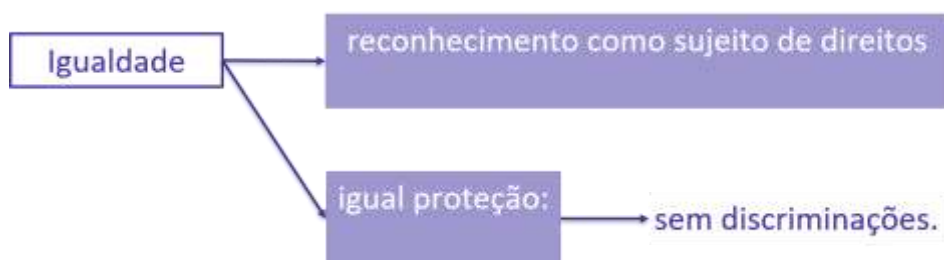 Igualdade
reconhecimento como sujeito de direitos
igual proteção:
sem discriminações.